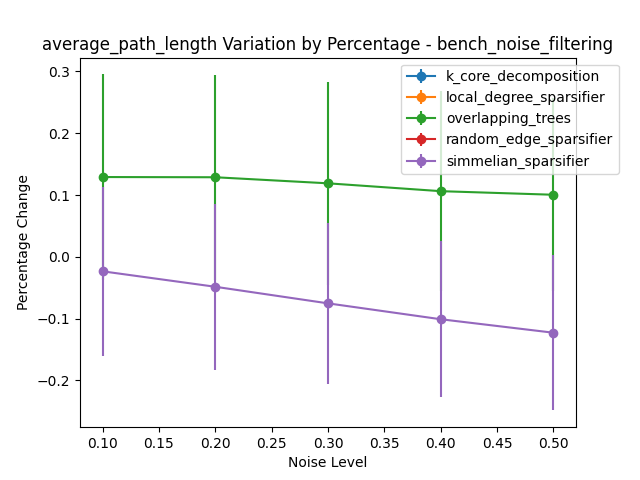 average_path_length Variation by Percentage - bench_noise_filtering
k_core_decomposition
local_degree_sparsifier
overlapping_trees
random_edge_sparsifier
simmelian_sparsifier
Percentage Change
0.3
0.2
0.1
0.0
−0.1
−0.2
0.10 0.15 0.20 0.25 0.30 0.35 0.40 0.45 0.50
Noise Level